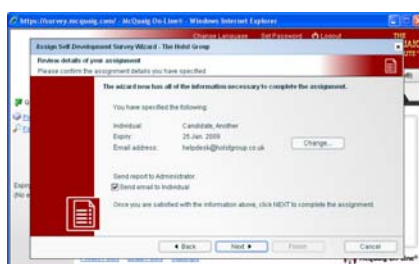 https://survey.mcquaig.com/ - McQuaig On-Line® - Windows Internet Explorer
Change Language Set Password Logout
THE
Assign Self Development Survey Wizard - The Holst Group
Review details of your assignment
Please confirm the assignment details you have specified
The wizard now has all of the information necessary to complete the assignment.
You have specified the following:
Individual: Candidate, Another
Expiry: 25 Jan. 2009
Email address: helpdesk@holstgroup.co.uk
Change...
Send report to Administrator
Send email to Individual
Once you are satisfied with the information above, click NEXT to complete the assignment.
Back Next Finish Cancel